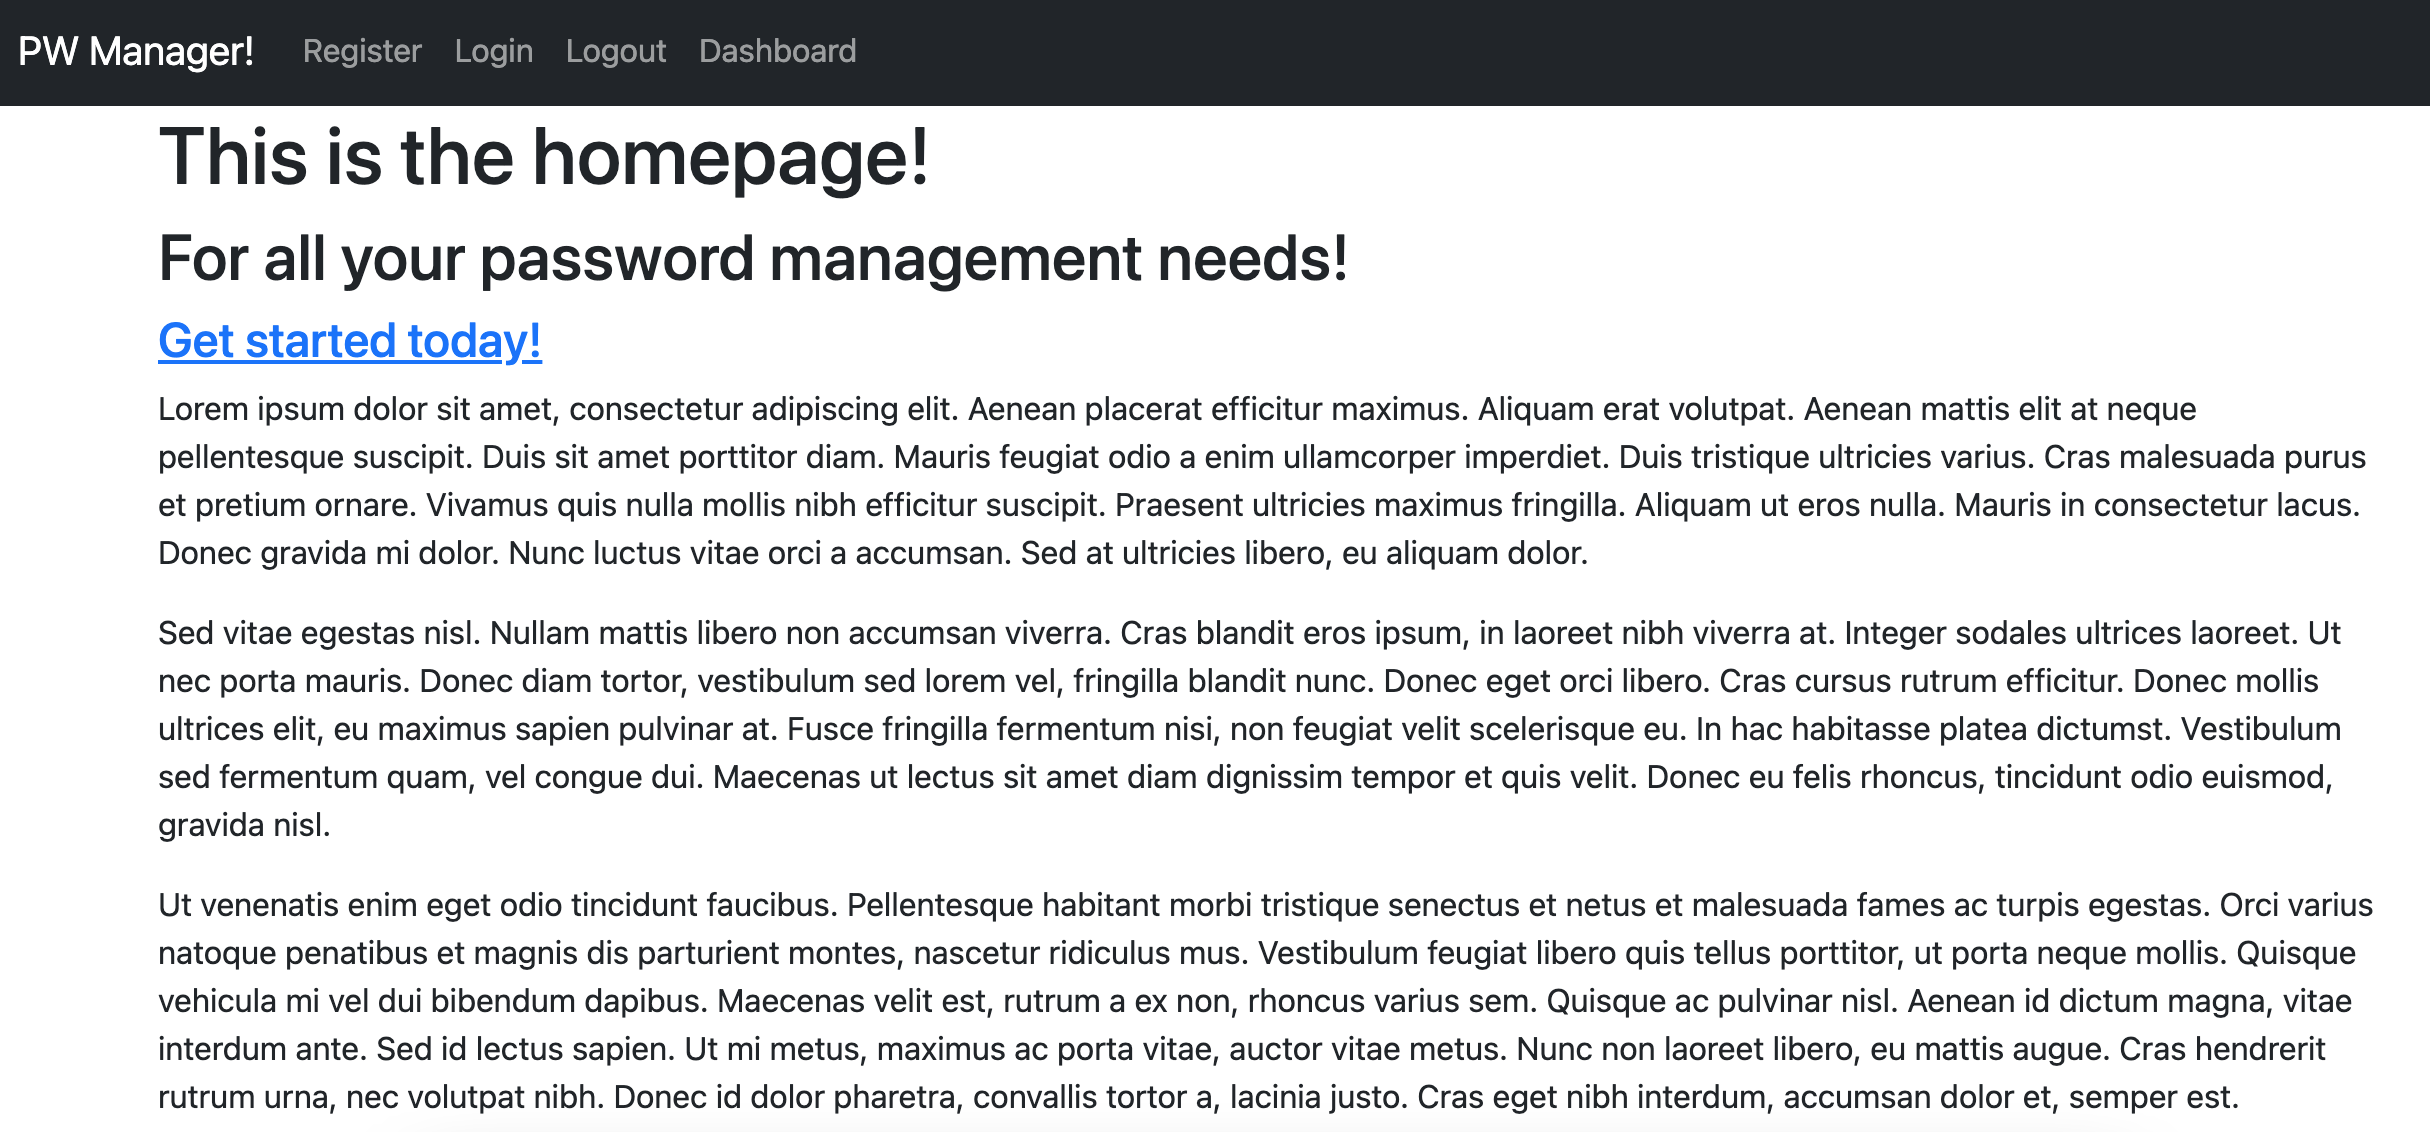 PW Manager! Register Login Logout Dashboard
This is the homepage!
For all your password management needs!
Get started today!
Lorem ipsum dolor sit amet, consectetur adipiscing elit. Aenean placerat efficitur maximus. Aliquam erat volutpat. Aenean mattis elit at neque
pellentesque suscipit. Duis sit amet porttitor diam. Mauris feugiat odio a enim ullamcorper imperdiet. Duis tristique ultricies varius. Cras malesuada purus
et pretium ornare. Vivamus quis nulla mollis nibh efficitur suscipit. Praesent ultricies maximus fringilla. Aliquam ut eros nulla. Mauris in consectetur lacus.
Donec gravida mi dolor. Nunc luctus vitae orci a accumsan. Sed at ultricies libero, eu aliquam dolor.
Sed vitae egestas nisl. Nullam mattis libero non accumsan viverra. Cras blandit eros ipsum, in laoreet nibh viverra at. Integer sodales ultrices laoreet. Ut
nec porta mauris. Donec diam tortor, vestibulum sed lorem vel, fringilla blandit nunc. Donec eget orci libero. Cras cursus rutrum efficitur. Donec mollis
ultrices elit, eu maximus sapien pulvinar at. Fusce fringilla fermentum nisi, non feugiat velit scelerisque eu. In hac habitasse platea dictumst. Vestibulum
sed fermentum quam, vel congue dui. Maecenas ut lectus sit amet diam dignissim tempor et quis velit. Donec eu felis rhoncus, tincidunt odio euismod,
gravida nisl.
Ut venenatis enim eget odio tincidunt faucibus. Pellentesque habitant morbi tristique senectus et netus et malesuada fames ac turpis egestas. Orci varius
natoque penatibus et magnis dis parturient montes, nascetur ridiculus mus. Vestibulum feugiat libero quis tellus porttitor, ut porta neque mollis. Quisque
vehicula mi vel dui bibendum dapibus. Maecenas velit est, rutrum a ex non, rhoncus varius sem. Quisque ac pulvinar nisl. Aenean id dictum magna, vitae
interdum ante. Sed id lectus sapien. Ut mi metus, maximus ac porta vitae, auctor vitae metus. Nunc non laoreet libero, eu mattis augue. Cras hendrerit
rutrum urna, nec volutpat nibh. Donec id dolor pharetra, convallis tortor a, lacinia justo. Cras eget nibh interdum, accumsan dolor et, semper est.